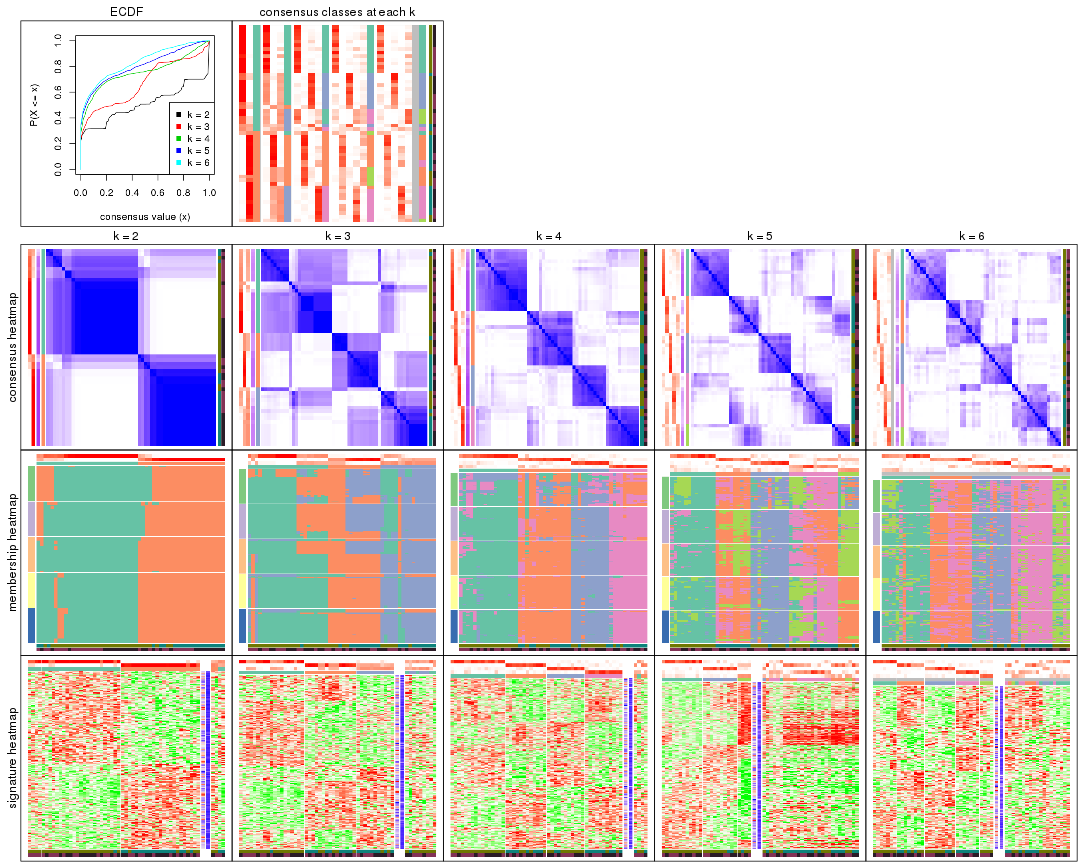 ECDF
consensus classes at each k
P(X <= x)
0.0 0.2 0.4 0.6 0.8 1.0
k = 2
k = 3
k = 4
k = 5
k = 6
0.0 0.2 0.4 0.6 0.8 1.0
consensus value (x)
k = 2
k = 3
k = 4
k = 5
k = 6
consensus heatmap
membership heatmap
signature heatmap